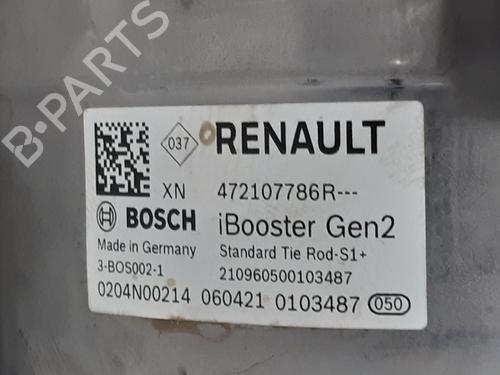 B-PARTS
037
RENAULT
XN 472107786R---
BOSCH iBooster Gen2
Made in Germany Standard Tie Rod-S1+
3-BOS002-1 210960500103487
0204N00214 060421 0103487 050